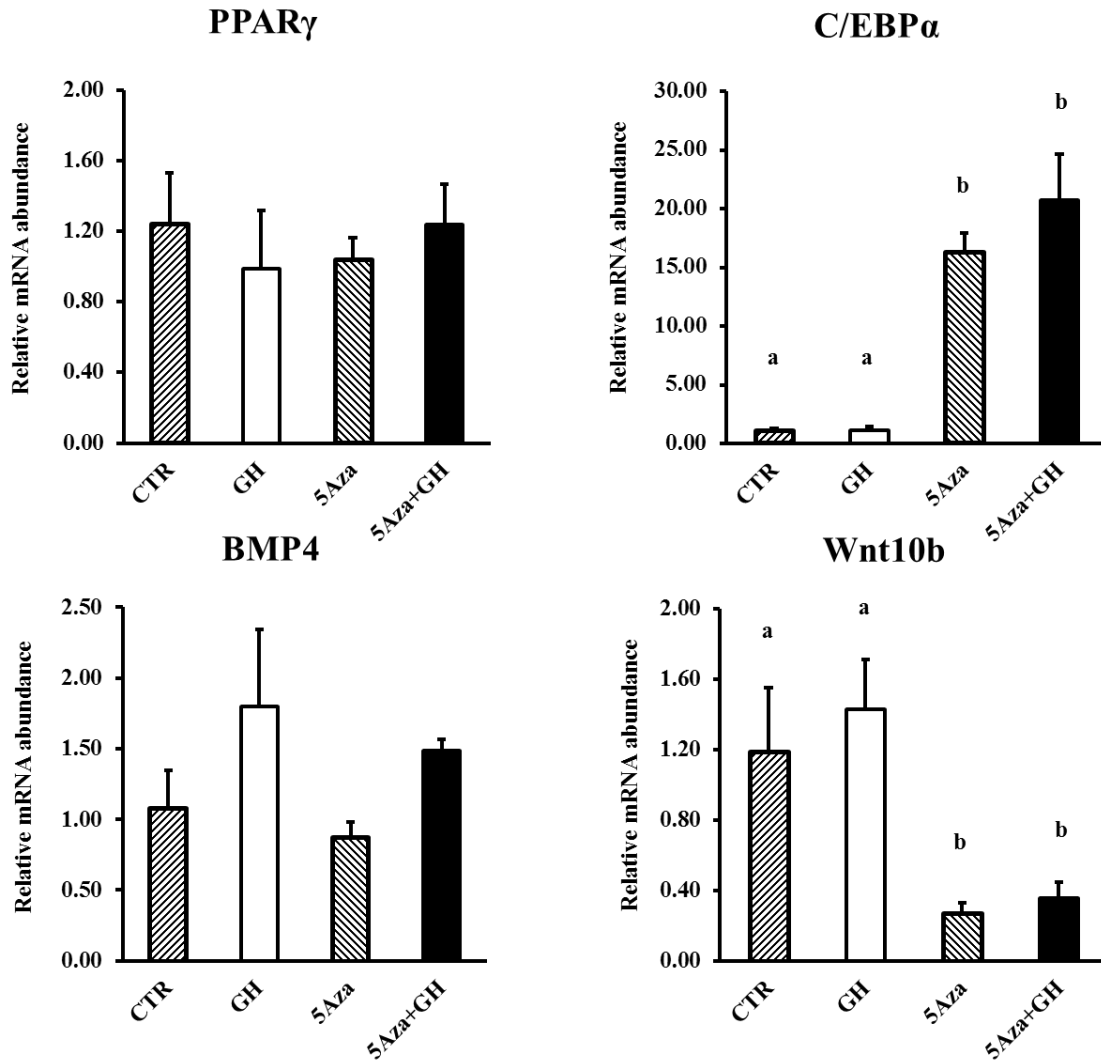 PPARγ
Relative mRNA abundance
2.00
1.60
1.20
0.80
0.40
0.00
CTR
GH
5Aza
5Aza+GH
C/EBPα
Relative mRNA abundance
30.00
25.00
20.00
15.00
10.00
5.00
0.00
a
a
b
b
CTR
GH
5Aza
5Aza+GH
BMP4
Relative mRNA abundance
2.50
2.00
1.50
1.00
0.50
0.00
CTR
GH
5Aza
5Aza+GH
Wnt10b
Relative mRNA abundance
2.00
1.60
1.20
0.80
0.40
0.00
a
a
b
b
CTR
GH
5Aza
5Aza+GH